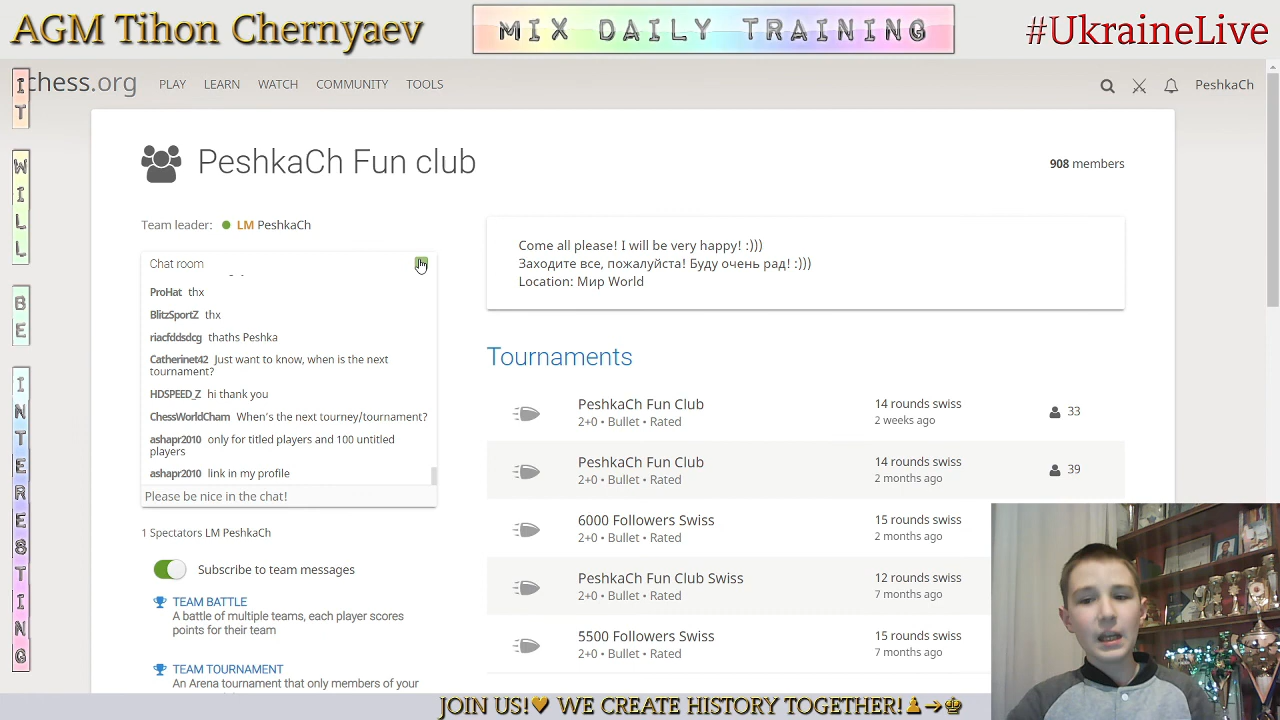 AGM Tihon Chernyaev
MIX DAILY TRAINING
#UkraineLive
IT
WILL
BE
INTERESTING
chess.org
PLAY LEARN WATCH COMMUNITY TOOLS
PeshkaCh
PeshkaCh Fun club
908 members
Team leader: LM PeshkaCh
Chat room
ProHat thx
BlitzSportZ thx
riacfddsdcg thaths Peshka
Catherinet42 Just want to know, when is the next
tournament?
HDSPEED_Z hi thank you
ChessWorldCham When's the next tourney/tournament?
ashapr2010 only for titled players and 100 untitled
players
ashapr2010 link in my profile
Please be nice in the chat!
1 Spectators LM PeshkaCh
Subscribe to team messages
TEAM BATTLE
A battle of multiple teams, each player scores
points for their team
TEAM TOURNAMENT
An Arena tournament that only members of your
Come all please! I will be very happy! :)))
Заходите все, пожалуйста! Буду очень рад! :)))
Location: Мир World
Tournaments
PeshkaCh Fun Club 14 rounds swiss 33
2+0 • Bullet • Rated 2 weeks ago
PeshkaCh Fun Club 14 rounds swiss 39
2+0 • Bullet • Rated 2 months ago
6000 Followers Swiss 15 rounds swiss
2+0 • Bullet • Rated 2 months ago
PeshkaCh Fun Club Swiss 12 rounds swiss
2+0 • Bullet • Rated 7 months ago
5500 Followers Swiss 15 rounds swiss
2+0 • Bullet • Rated 7 months ago
JOIN US! WE CREATE HISTORY TOGETHER!